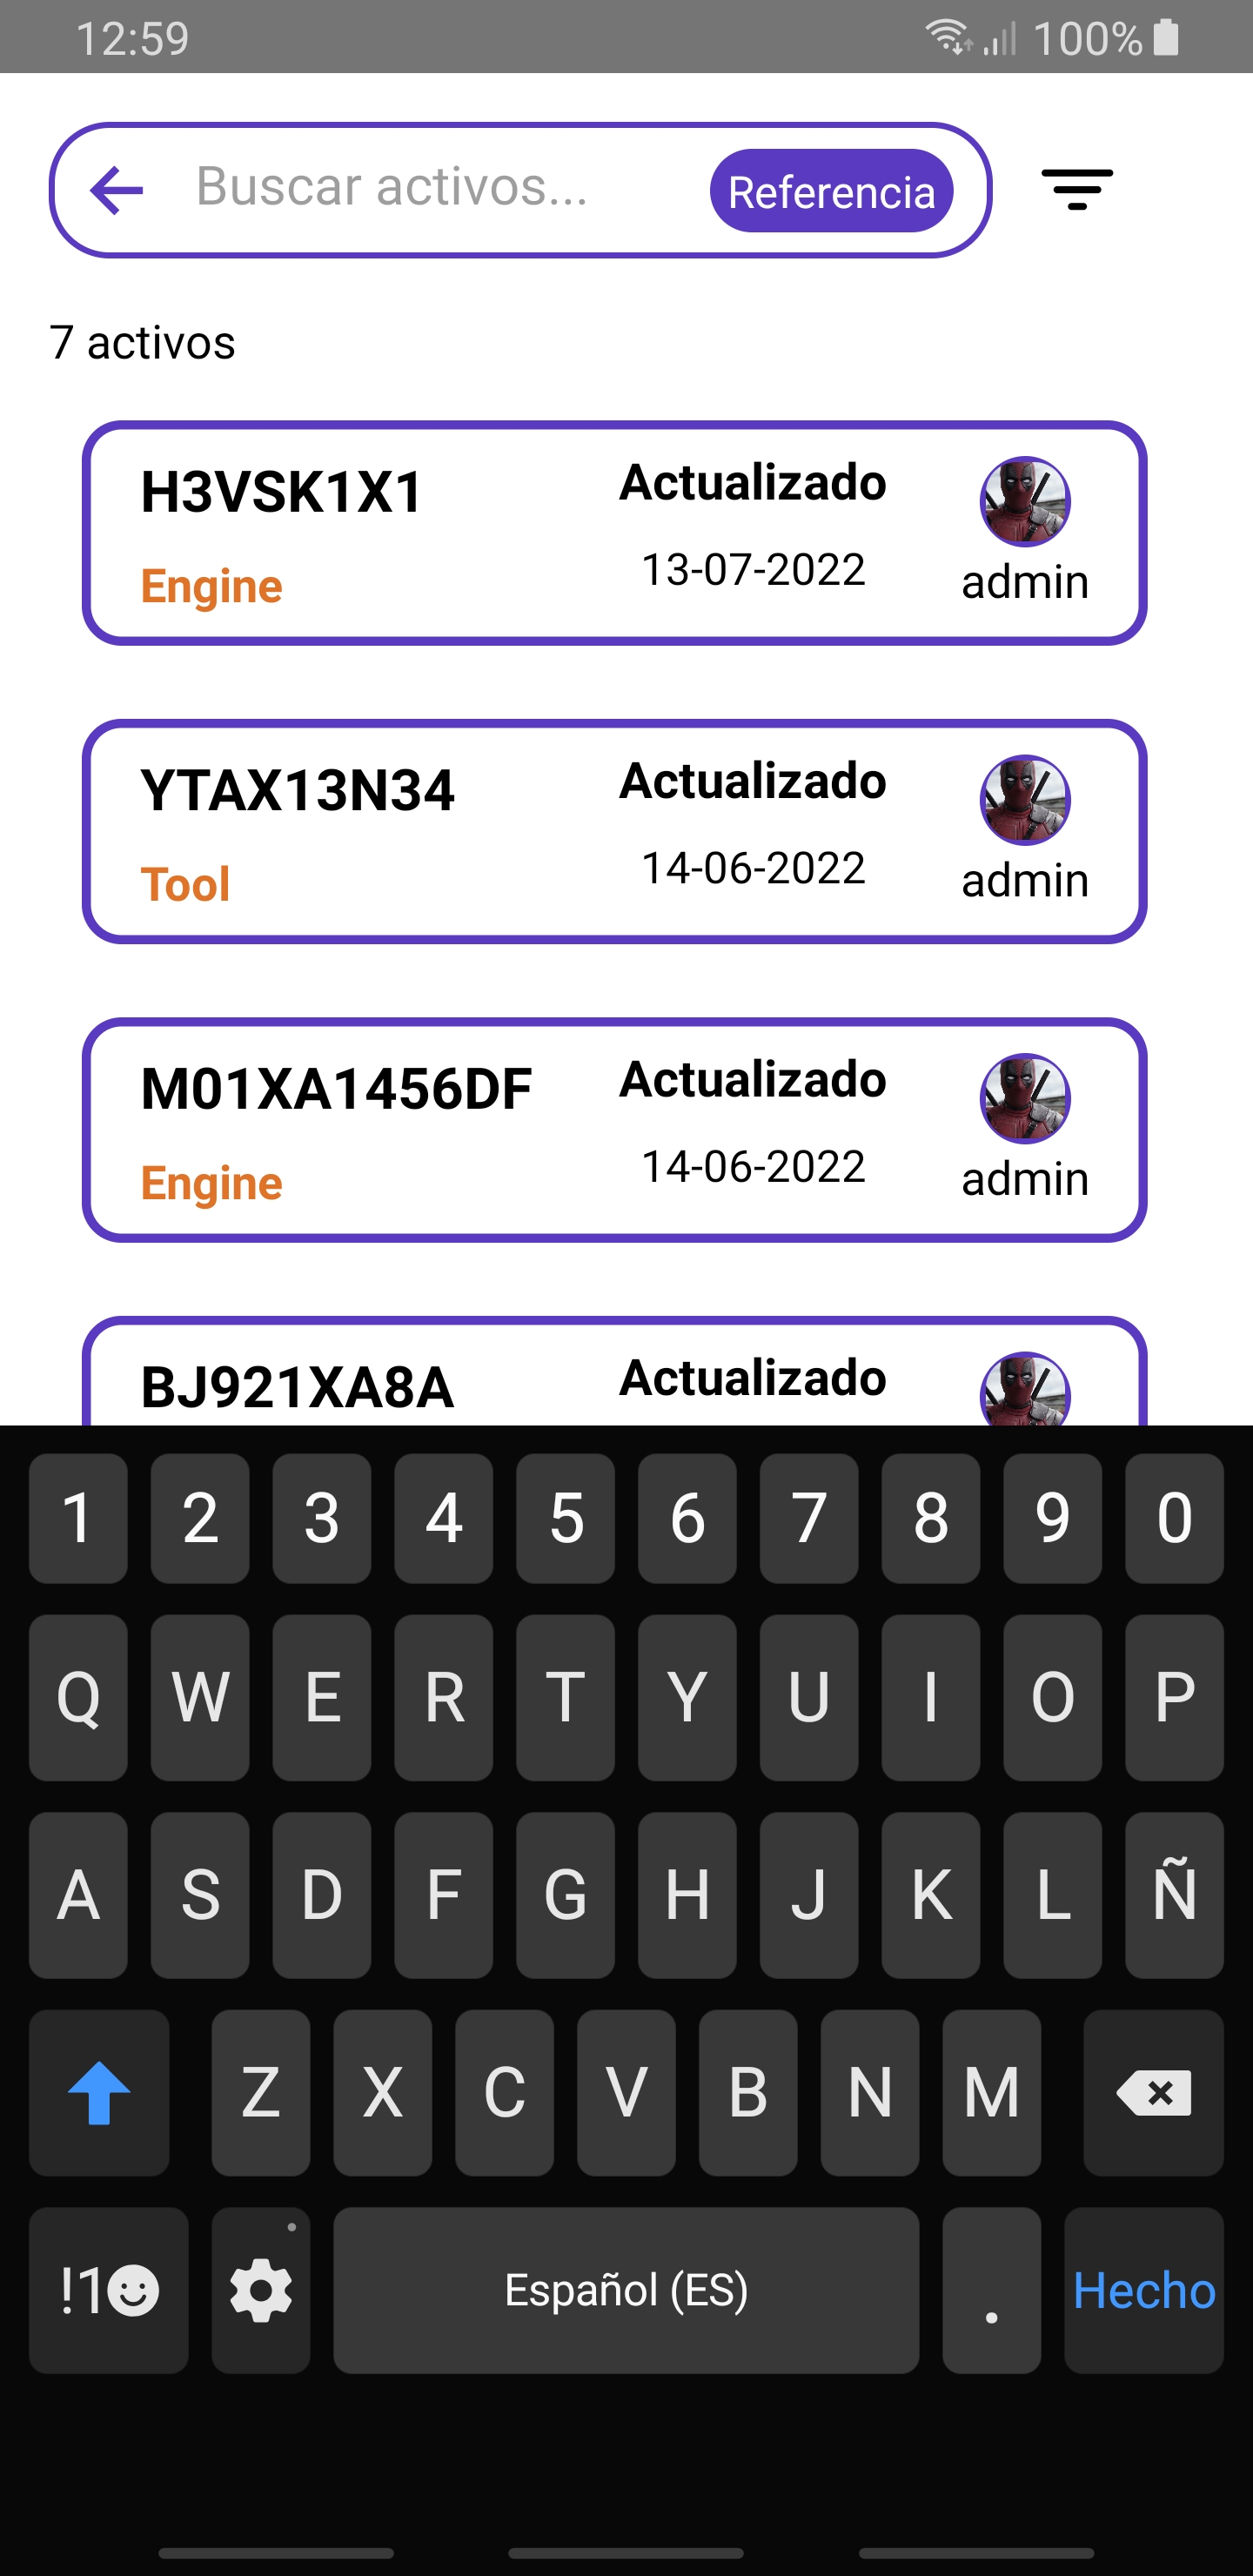 12:59 100%
Buscar activos... Referencia
7 activos
H3VSK1X1 Actualizado
13-07-2022 admin
Engine
YTAX13N34 Actualizado
14-06-2022 admin
Tool
M01XA1456DF Actualizado
14-06-2022 admin
Engine
BJ921XA8A Actualizado
1 2 3 4 5 6 7 8 9 0
Q W E R T Y U I O P
A S D F G H J K L Ñ
Z X C V B N M
!1 Español (ES) . Hecho